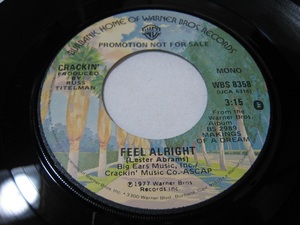 BURBANK, HOME OF WARNER BROS. RECORDS
PROMOTION NOT FOR SALE
CRACKIN'
PRODUCED BY
RUSS
TITELMAN
MONO
WBS 8358
3:15
From the
Warner Bros.
Album
BS 2989
MAKINGS
OF A DREAM
FEEL ALRIGHT
(Lester Abrams)
Big Ears Music, Inc.
Crackin' Music Co.-ASCAP
©1977 Warner Bros.
Records Inc.